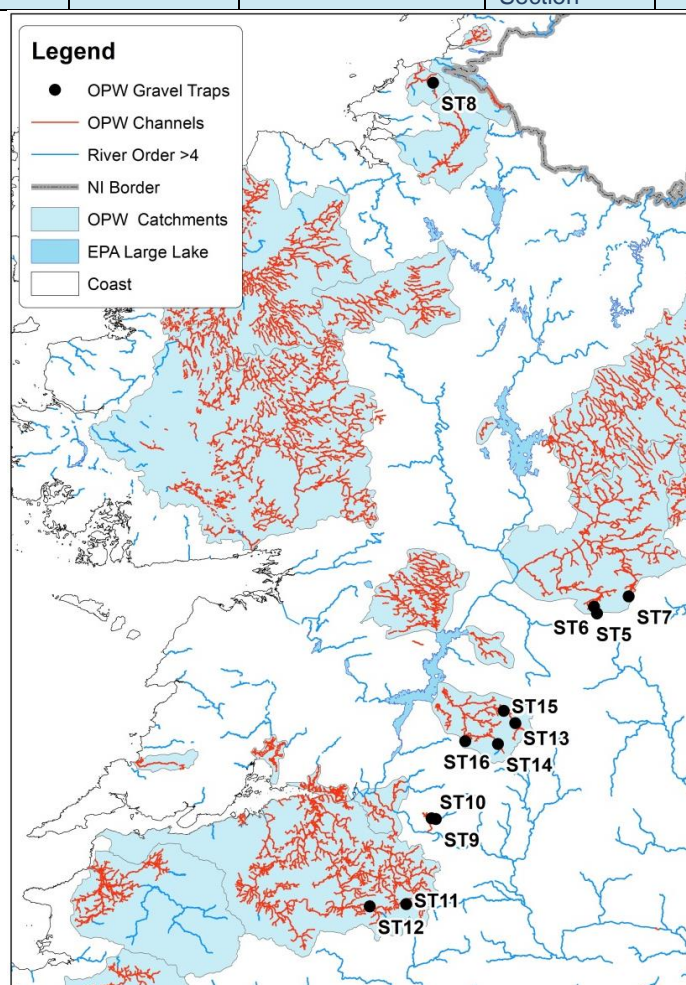 Section
Legend
OPW Gravel Traps
OPW Channels
River Order >4
NI Border
OPW Catchments
EPA Large Lake
Coast
ST8
ST7
ST6
ST5
ST15
ST13
ST16
ST14
ST10
ST9
ST11
ST12